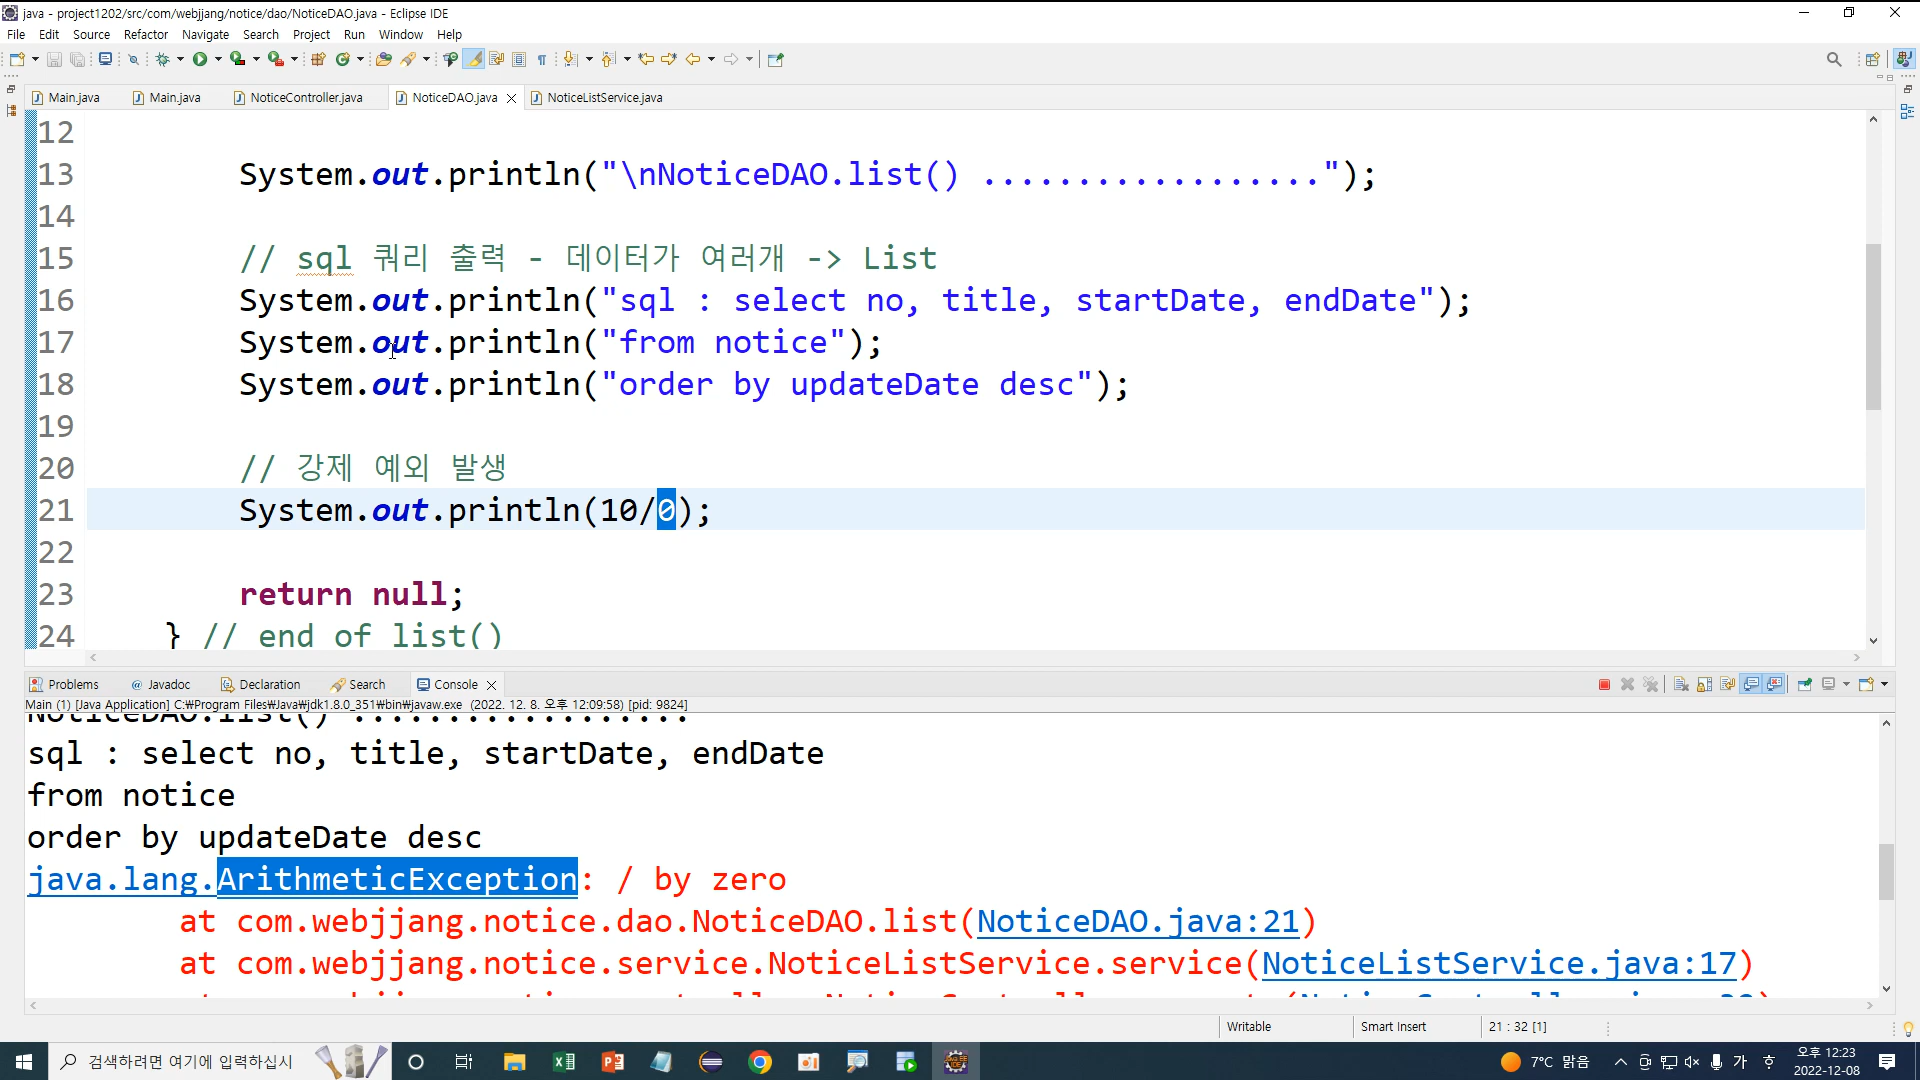 java - project1202/src/com/webjjang/notice/dao/NoticeDAO.java - Eclipse IDE
File Edit Source Refactor Navigate Search Project Run Window Help
Main.java Main.java NoticeController.java NoticeDAO.java NoticeListService.java
12
13 System.out.println("\nNoticeDAO.list() ..................");
14
15 // sql 쿼리 출력 - 데이터가 여러개 -> List
16 System.out.println("sql : select no, title, startDate, endDate");
17 System.out.println("from notice");
18 System.out.println("order by updateDate desc");
19
20 // 강제 예외 발생
21 System.out.println(10/0);
22
23 return null;
24 } // end of list()
Problems Javadoc Declaration Search Console
Main (1) [Java Application] C:₩Program Files₩Java₩jdk1.8.0_351₩bin₩javaw.exe (2022. 12. 8. 오후 12:09:58) [pid: 9824]
NoticeDAO.list() ..................
sql : select no, title, startDate, endDate
from notice
order by updateDate desc
java.lang.ArithmeticException: / by zero
at com.webjjang.notice.dao.NoticeDAO.list(NoticeDAO.java:21)
at com.webjjang.notice.service.NoticeListService.service(NoticeListService.java:17)
Writable Smart Insert 21 : 32 [1]
검색하려면 여기에 입력하십시
7°C 맑음
가
오후 12:23
2022-12-08